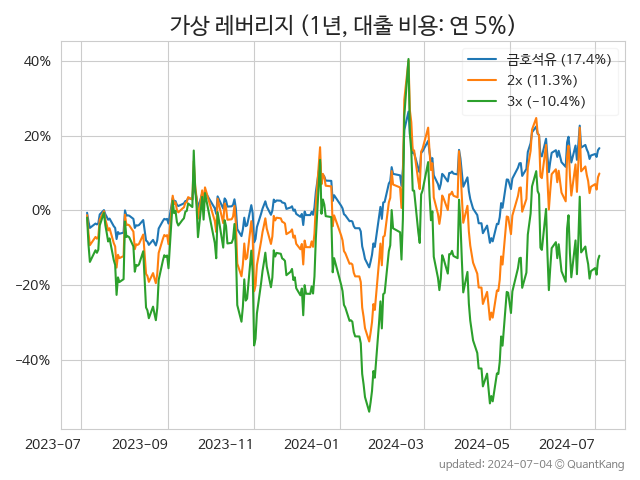 가상 레버리지 (1년, 대출 비용: 연 5%)
금호석유 (17.4%)
2x (11.3%)
3x (−10.4%)
40%
20%
0%
−20%
−40%
2023-07 2023-09 2023-11 2024-01 2024-03 2024-05 2024-07
updated: 2024-07-04 © QuantKang